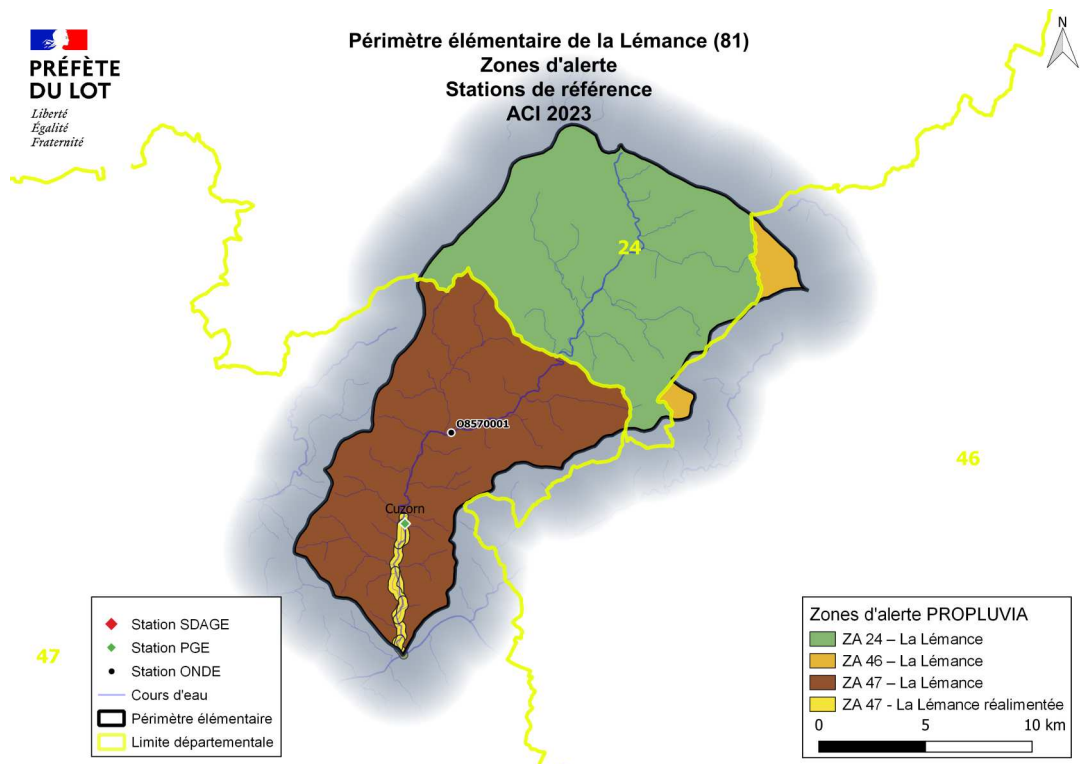 PRÉFÈTE
DU LOT
Liberté
Égalité
Fraternité
Périmètre élémentaire de la Lémance (81)
Zones d'alerte
Stations de référence
ACI 2023
N
24
O8570001
46
Cuzorn
47
Station SDAGE
Station PGE
Station ONDE
Cours d'eau
Périmètre élémentaire
Limite départementale
Zones d'alerte PROPLUVIA
ZA 24 – La Lémance
ZA 46 – La Lémance
ZA 47 – La Lémance
ZA 47 - La Lémance réalimentée
0 5 10 km